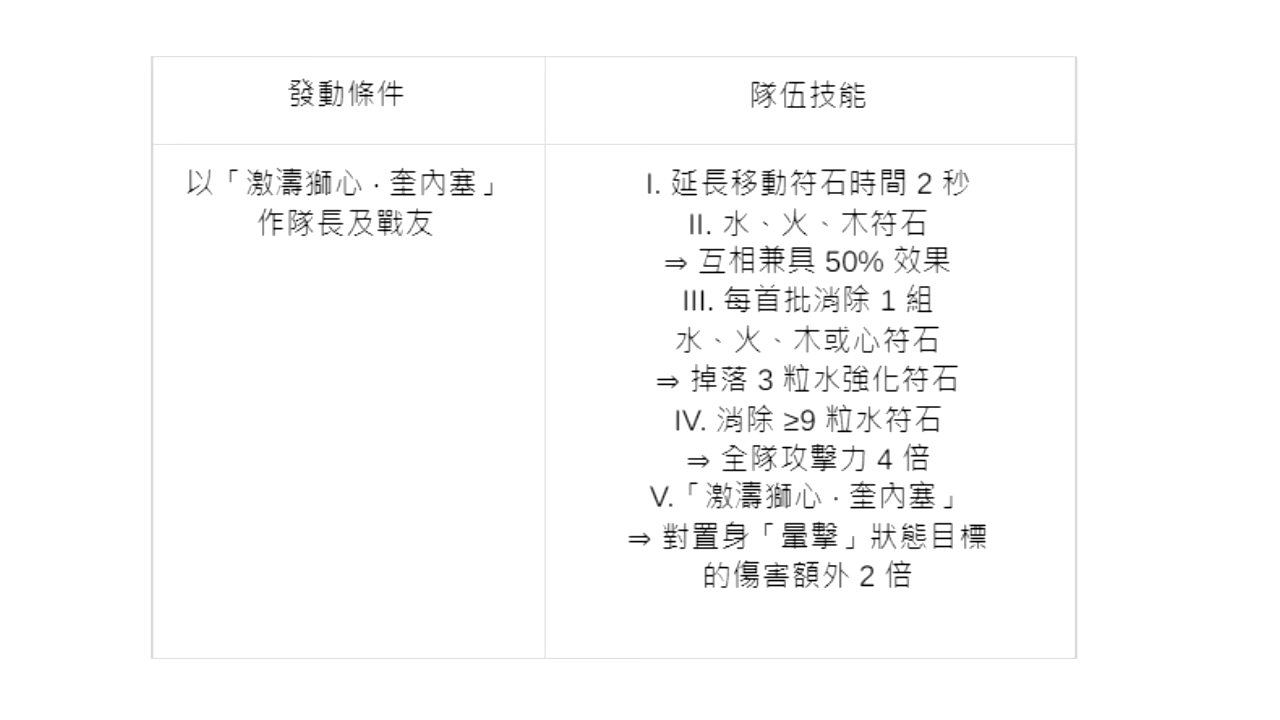 發動條件
隊伍技能
以「激濤獅心 · 奎內塞」
作隊長及戰友
I. 延長移動符石時間 2 秒
II. 水、火、木符石
⇒ 互相兼具 50% 效果
III. 每首批消除 1 組
水、火、木或心符石
⇒ 掉落 3 粒水強化符石
IV. 消除 ≥9 粒水符石
⇒ 全隊攻擊力 4 倍
V.「激濤獅心 · 奎內塞」
⇒ 對置身「暈擊」狀態目標
的傷害額外 2 倍